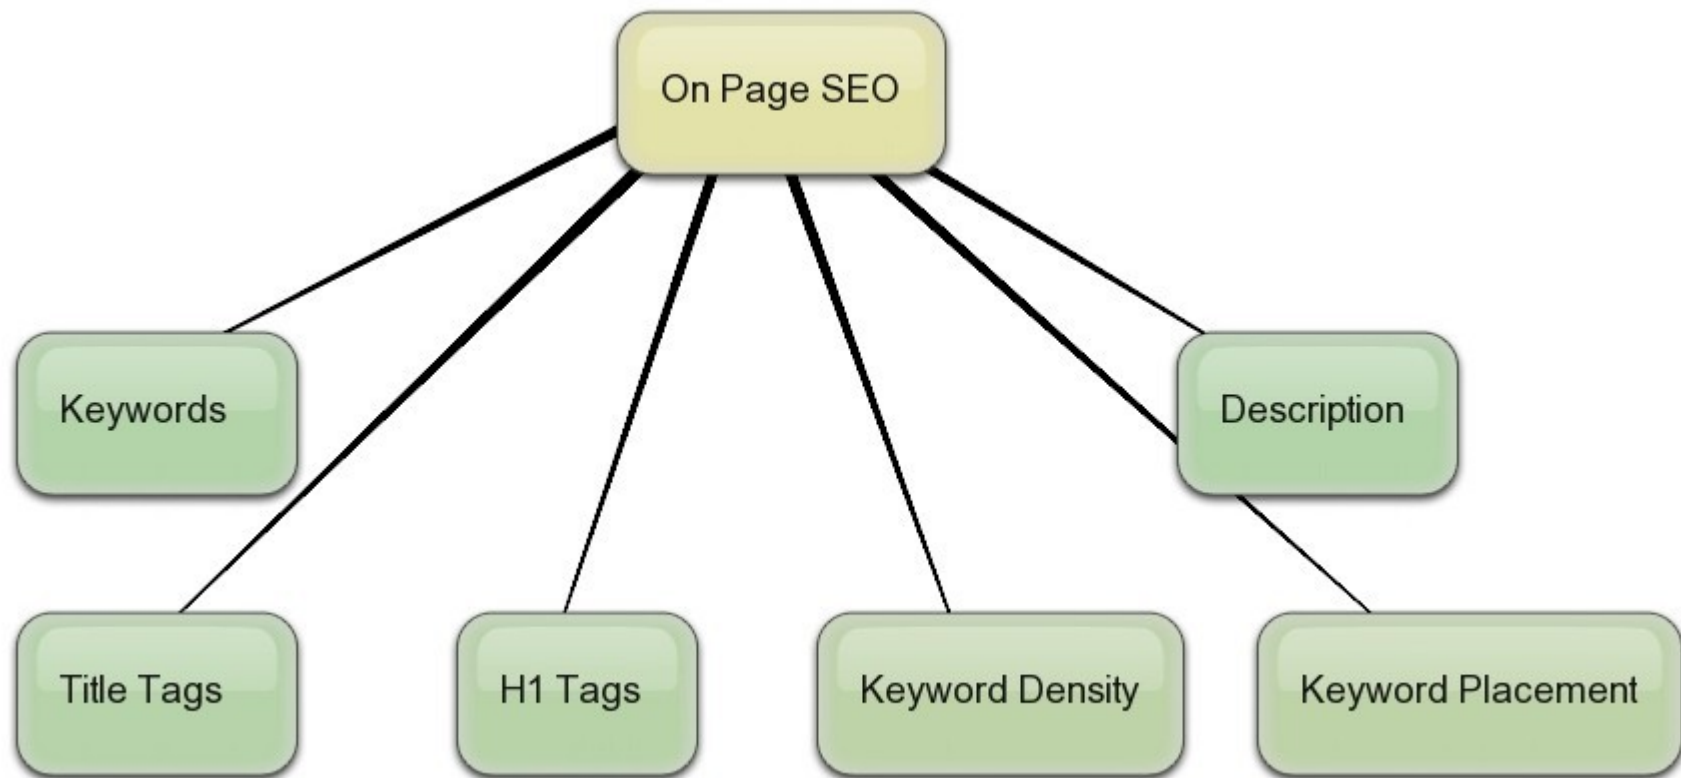 On Page SEO
Keywords
Description
Title Tags
H1 Tags
Keyword Density
Keyword Placement